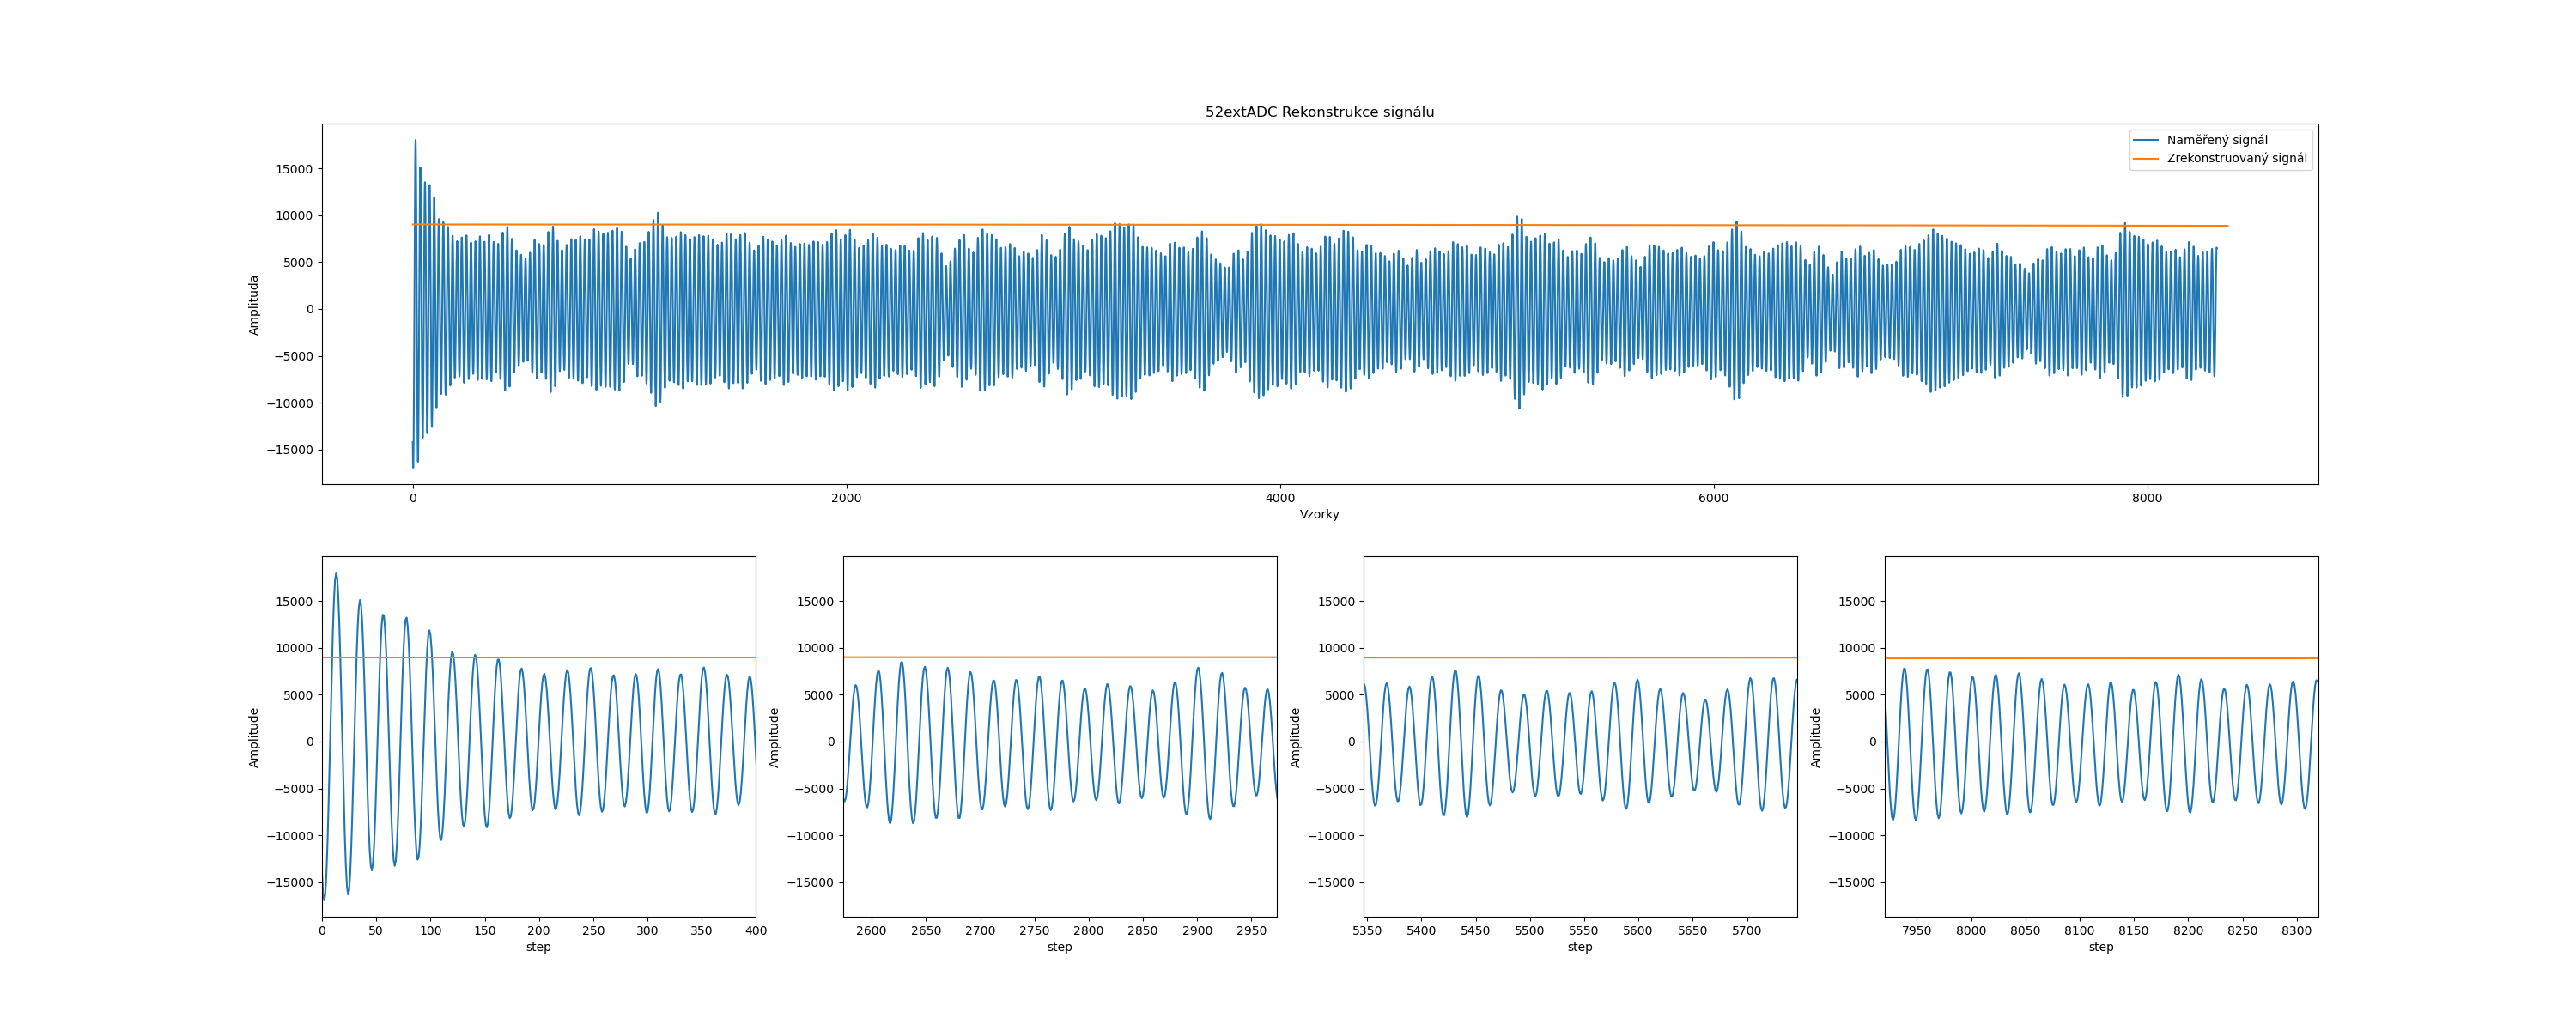 52extADC Rekonstrukce signálu
Naměřený signál
Zrekonstruovaný signál
15000
10000
5000
0
−5000
−10000
−15000
Amplituda
0 2000 4000 6000 8000
Vzorky
15000
10000
5000
0
−5000
−10000
−15000
Amplitude
0 50 100 150 200 250 300 350 400
step
15000
10000
5000
0
−5000
−10000
−15000
Amplitude
2600 2650 2700 2750 2800 2850 2900 2950
step
15000
10000
5000
0
−5000
−10000
−15000
Amplitude
5350 5400 5450 5500 5550 5600 5650 5700
step
15000
10000
5000
0
−5000
−10000
−15000
Amplitude
7950 8000 8050 8100 8150 8200 8250 8300
step